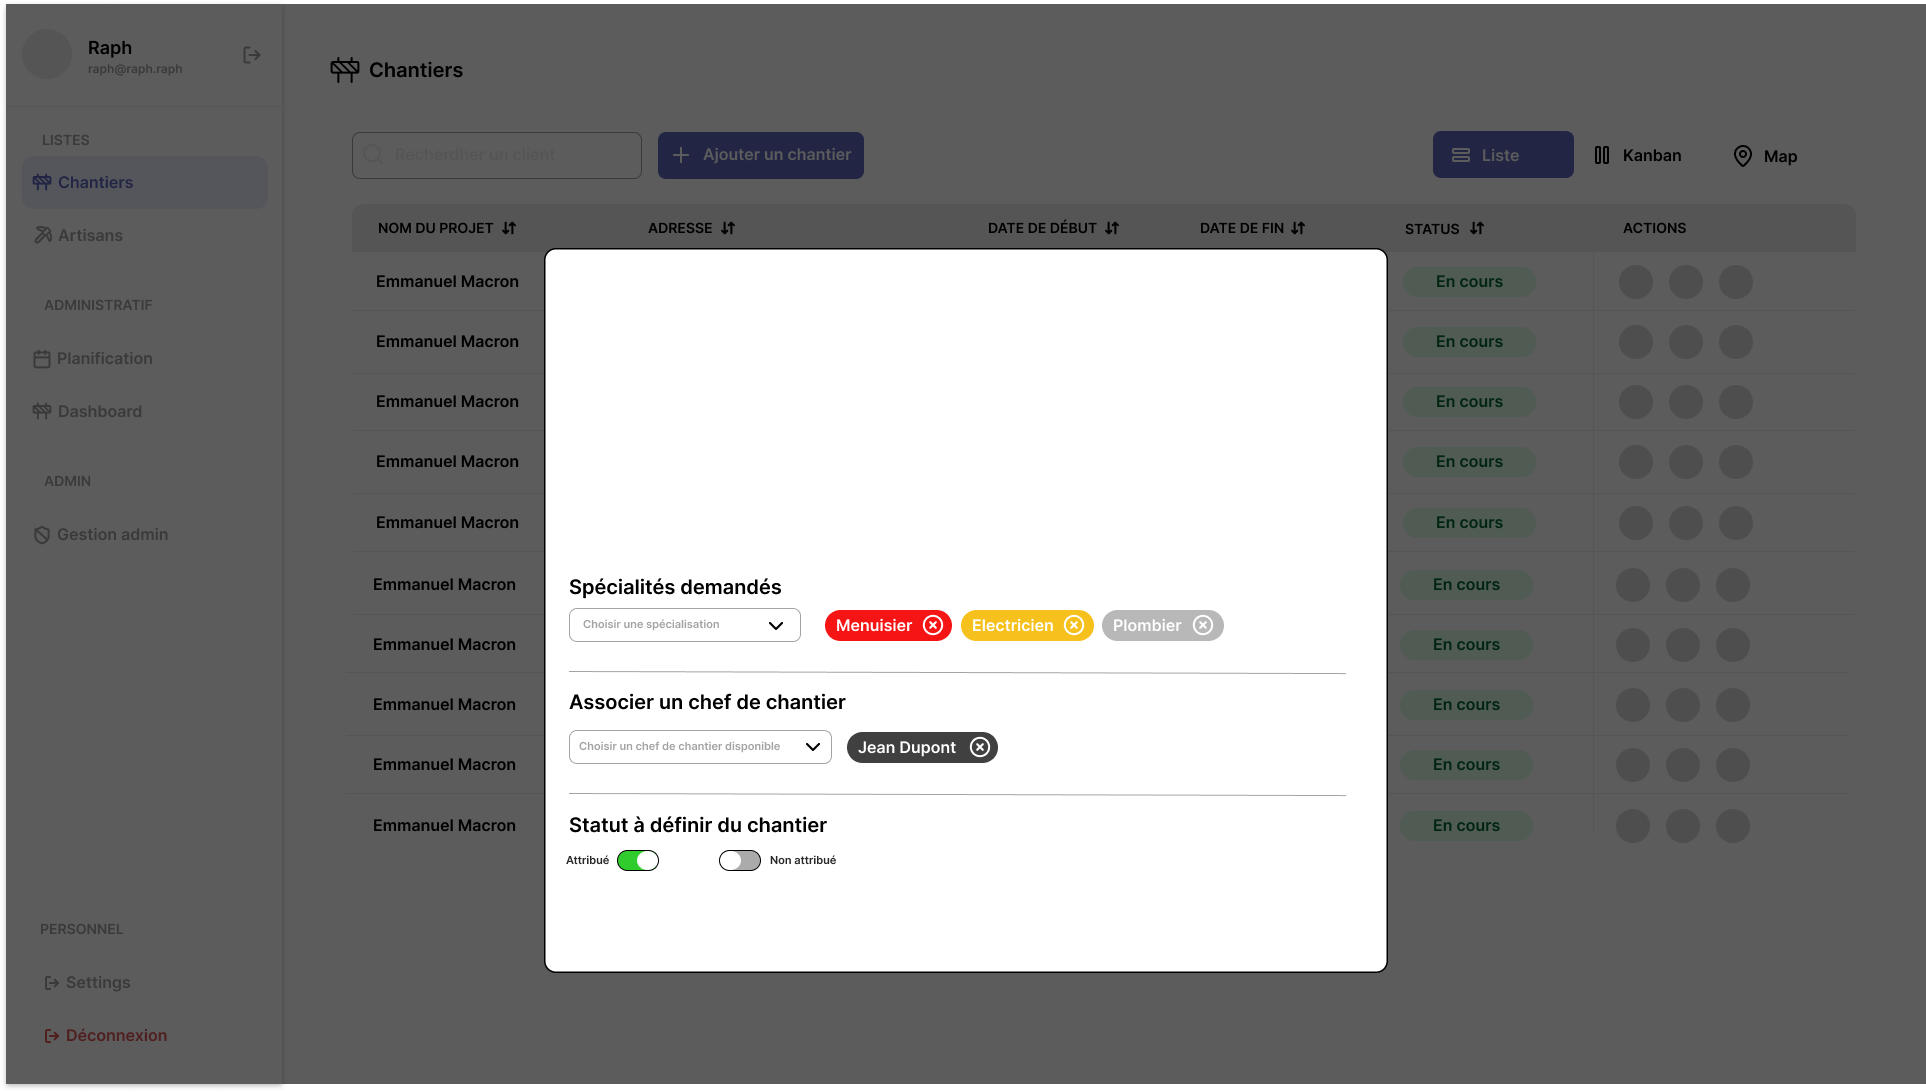 Raph
raph@raph.raph
LISTES
Chantiers
Artisans
ADMINISTRATIF
Planification
Dashboard
ADMIN
Gestion admin
PERSONNEL
Settings
Déconnexion
Chantiers
Rechercher un client
Ajouter un chantier
Liste
Kanban
Map
NOM DU PROJET ADRESSE DATE DE DÉBUT DATE DE FIN STATUS ACTIONS
Emmanuel Macron En cours
Emmanuel Macron En cours
Emmanuel Macron En cours
Emmanuel Macron En cours
Emmanuel Macron En cours
Emmanuel Macron En cours
Emmanuel Macron En cours
Emmanuel Macron En cours
Emmanuel Macron En cours
Emmanuel Macron En cours
Spécialités demandés
Choisir une spécialisation
Menuisier
Electricien
Plombier
Associer un chef de chantier
Choisir un chef de chantier disponible
Jean Dupont
Statut à définir du chantier
Attribué
Non attribué